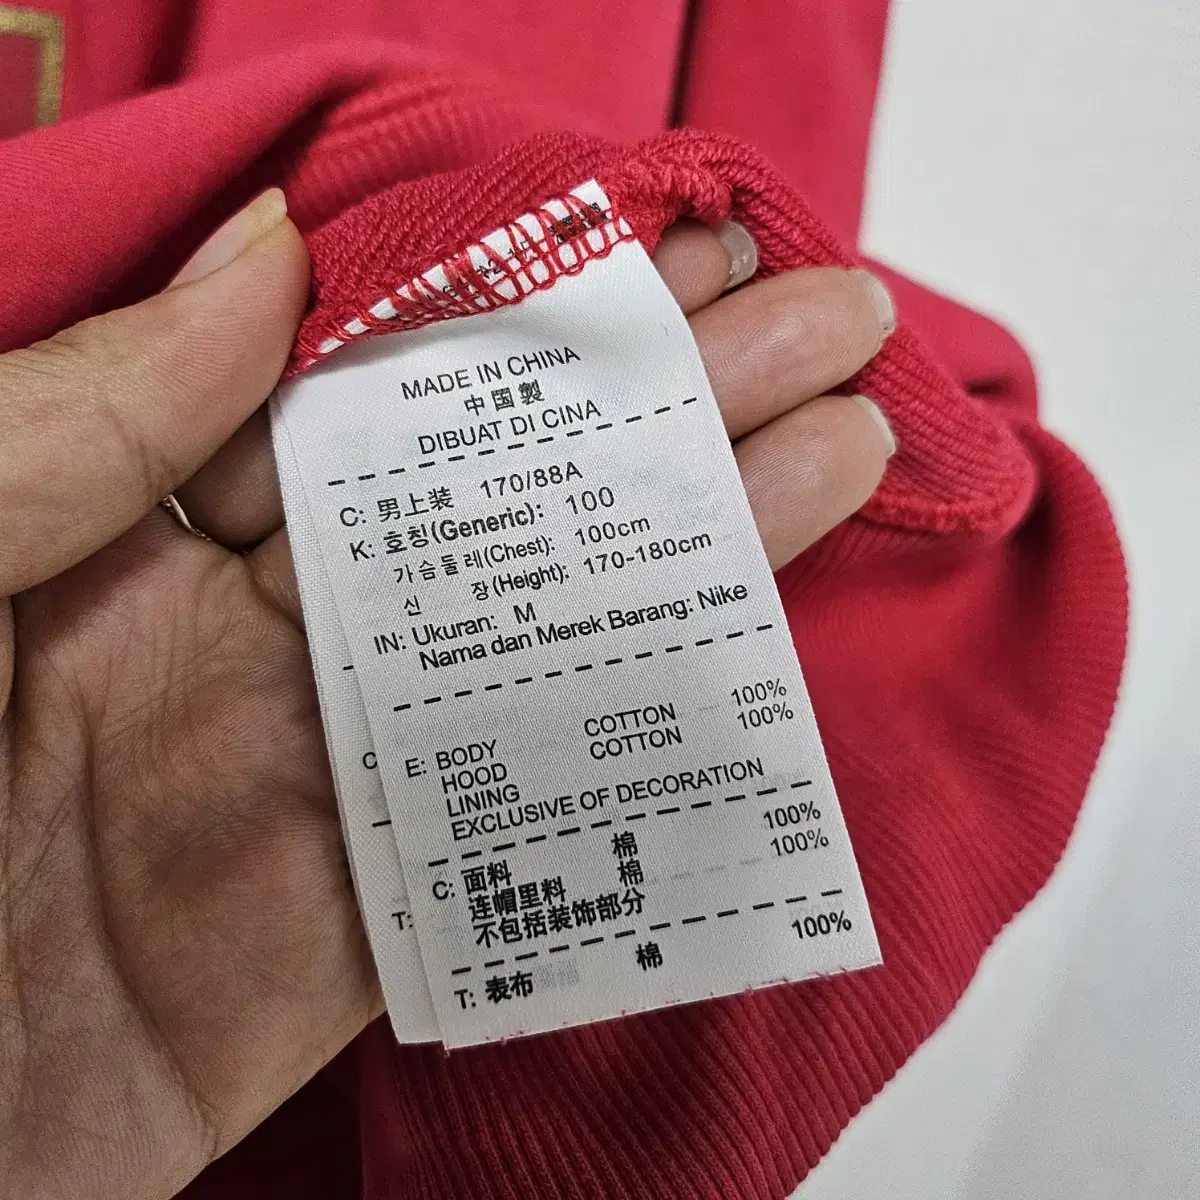 MADE IN CHINA
中国製
DIBUAT DI CINA
C: 男上装 170/88A
K: 호칭(Generic): 100
가슴둘레(Chest): 100cm
신 장(Height): 170-180cm
IN: Ukuran: M
Nama dan Merek Barang: Nike
E: BODY COTTON 100%
HOOD COTTON 100%
LINING
EXCLUSIVE OF DECORATION
C: 面料 棉 100%
连帽里料 棉 100%
不包括装饰部分
T: 表布 棉 100%
C
T: